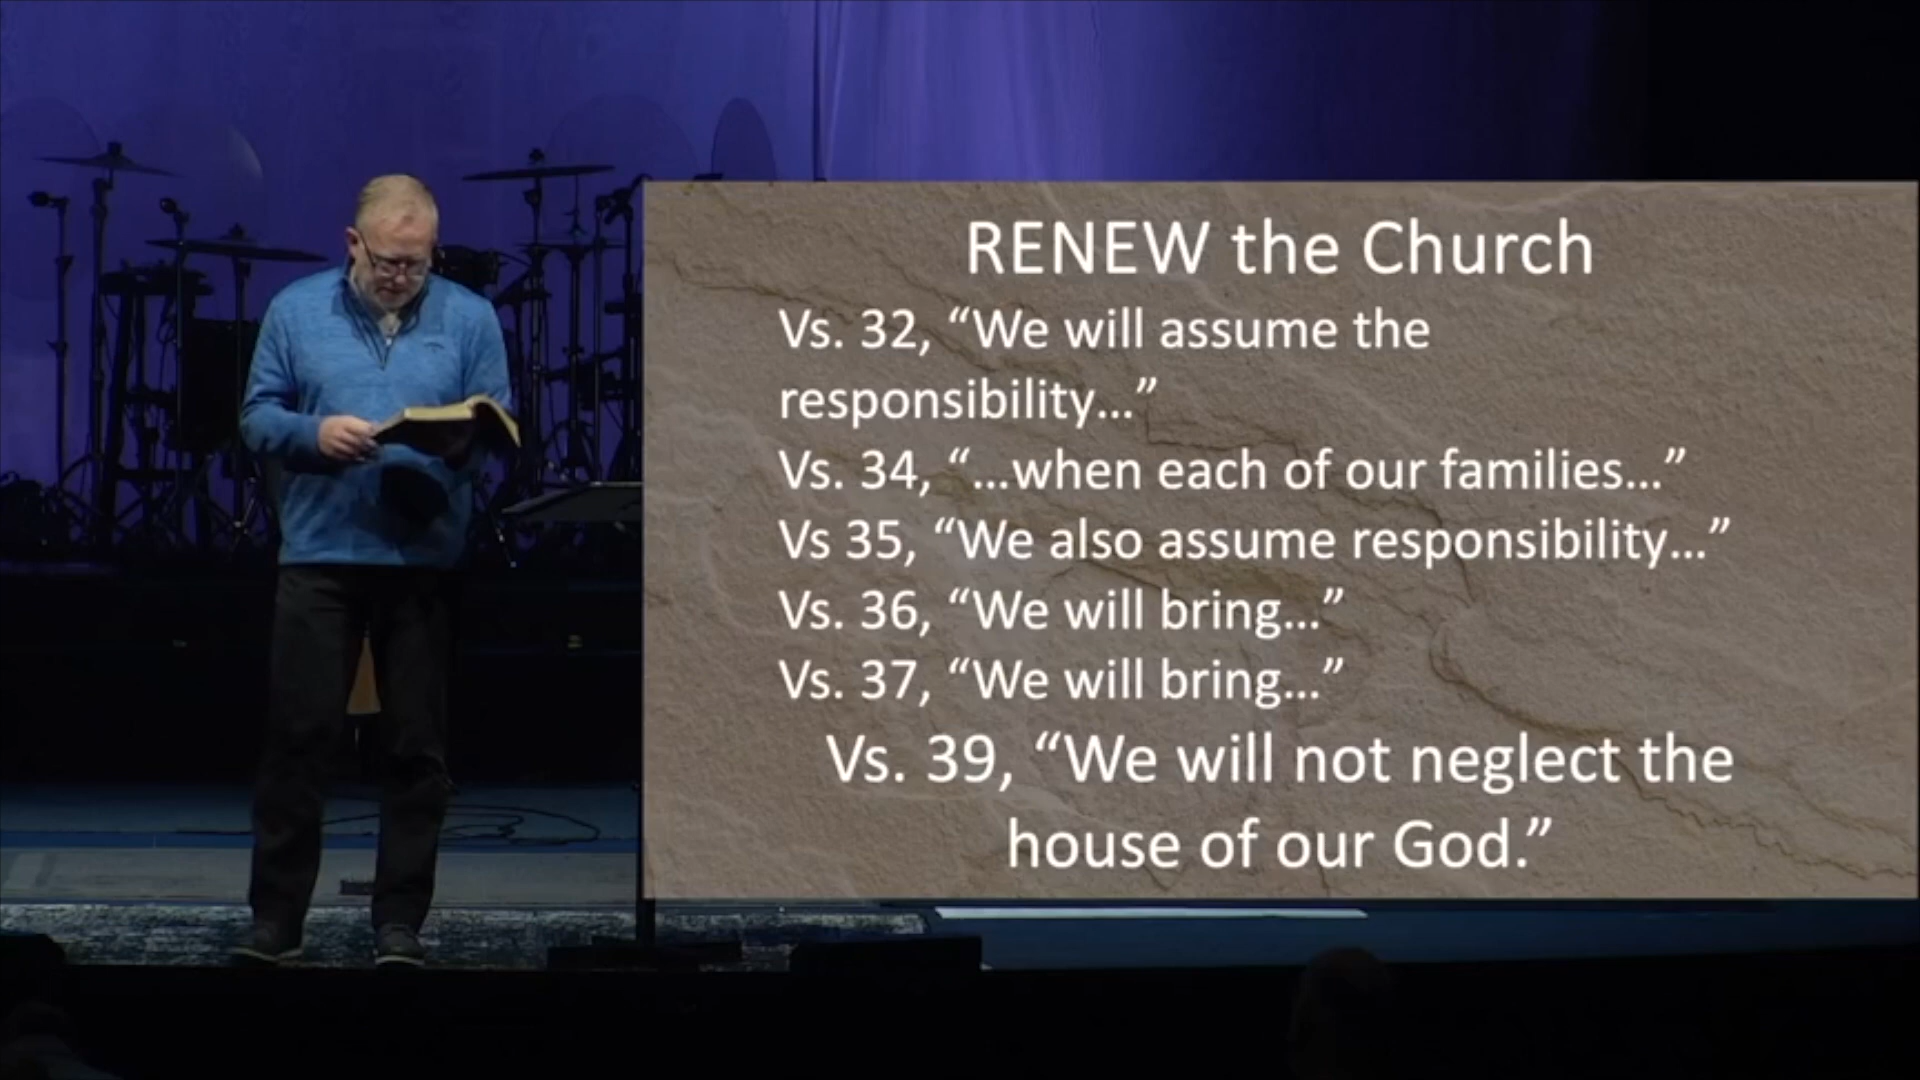 RENEW the Church
Vs. 32, “We will assume the
responsibility…”
Vs. 34, “…when each of our families…”
Vs 35, “We also assume responsibility…”
Vs. 36, “We will bring…”
Vs. 37, “We will bring…”
Vs. 39, “We will not neglect the
house of our God.”